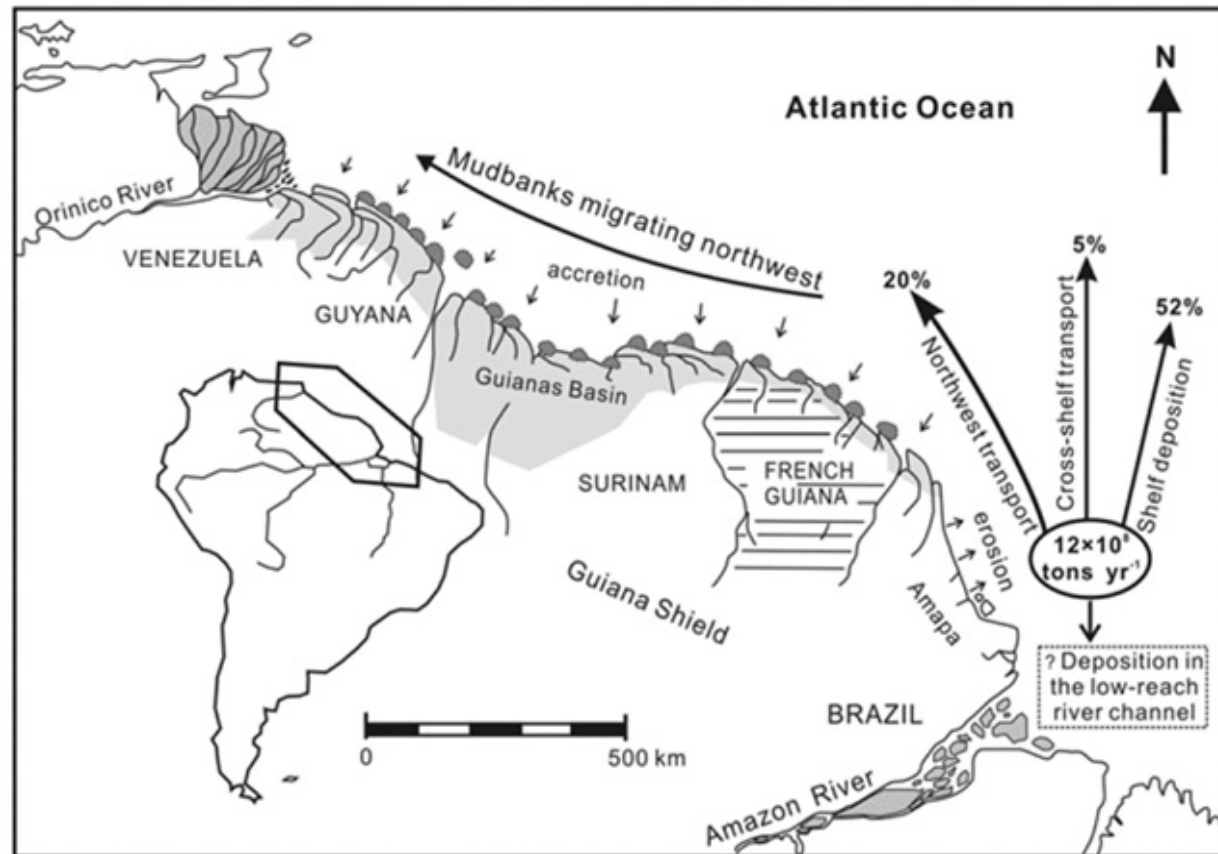 N
Atlantic Ocean
Mudbanks migrating northwest
Orinico River
5%
VENEZUELA
accretion
20%
52%
GUYANA
Northwest transport
Cross-shelf transport
Shelf deposition
Guianas Basin
SURINAM
FRENCH
GUIANA
erosion
12×10⁸
tons yr⁻¹
Guiana Shield
Amapa
? Deposition in
the low-reach
river channel
BRAZIL
0
500 km
Amazon River